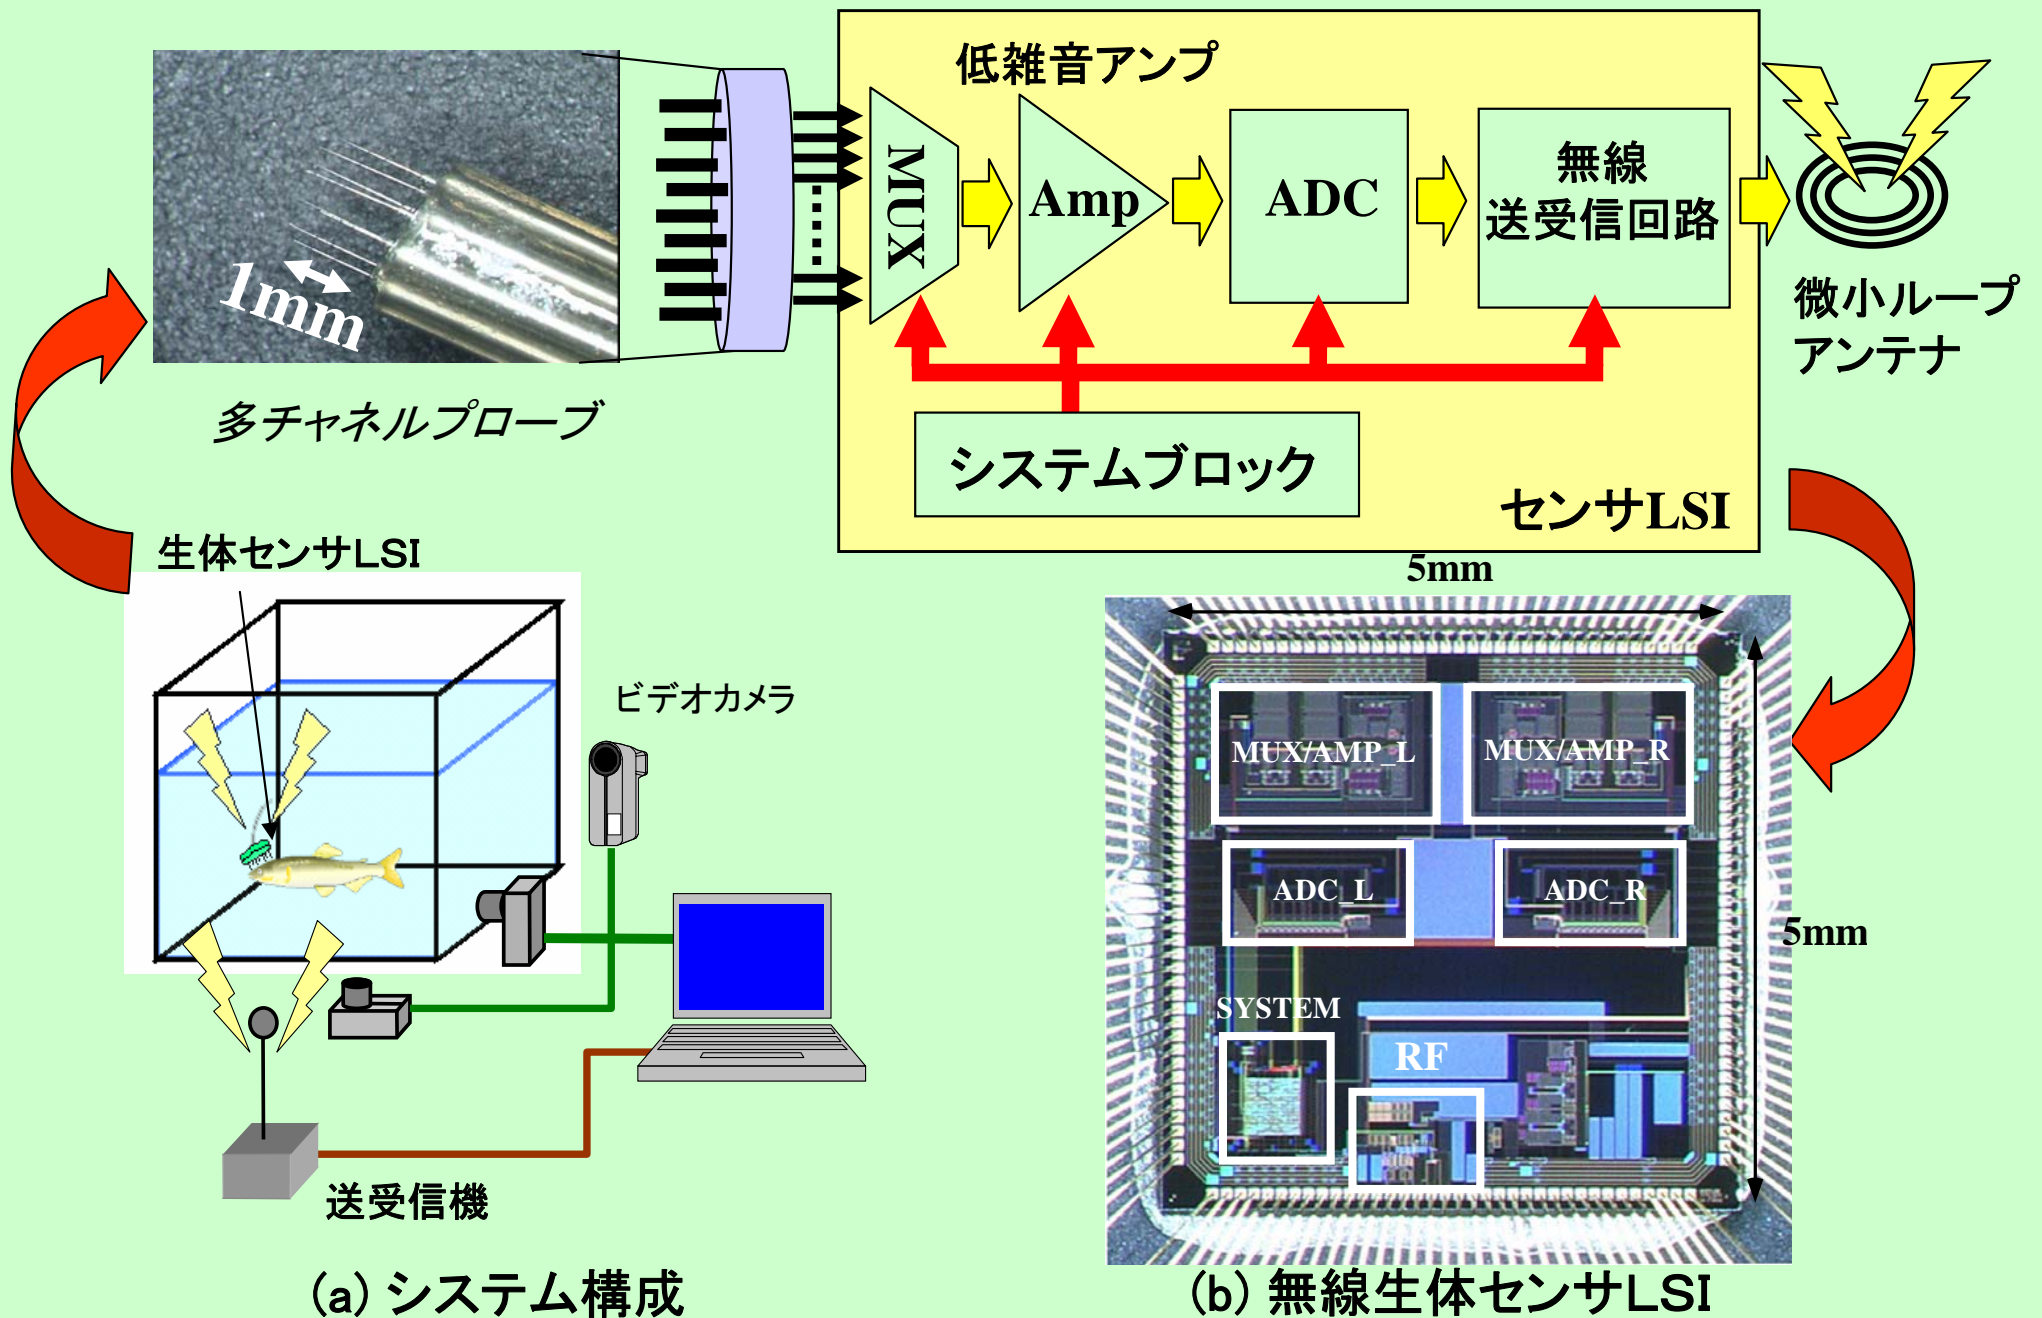 低雑音アンプ
MUX
Amp
ADC
無線
送受信回路
1mm
微小ループ
アンテナ
多チャネルプローブ
システムブロック
センサLSI
生体センサLSI
5mm
ビデオカメラ
MUX/AMP_L
MUX/AMP_R
ADC_L
ADC_R
5mm
SYSTEM
RF
送受信機
(a) システム構成
(b) 無線生体センサLSI